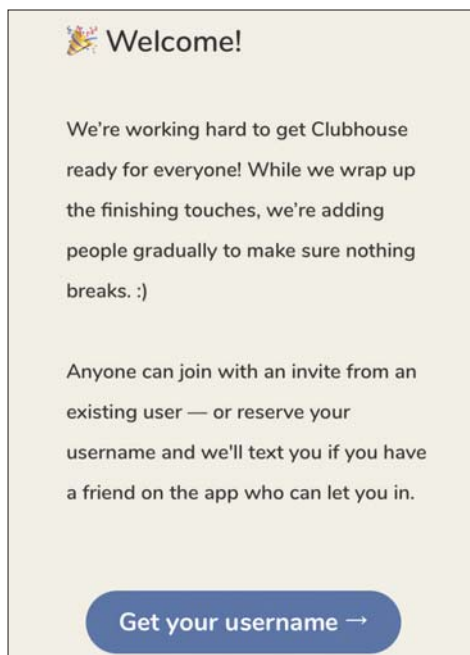 🎉 Welcome!
We’re working hard to get Clubhouse
ready for everyone! While we wrap up
the finishing touches, we’re adding
people gradually to make sure nothing
breaks. :)
Anyone can join with an invite from an
existing user — or reserve your
username and we'll text you if you have
a friend on the app who can let you in.
Get your username →